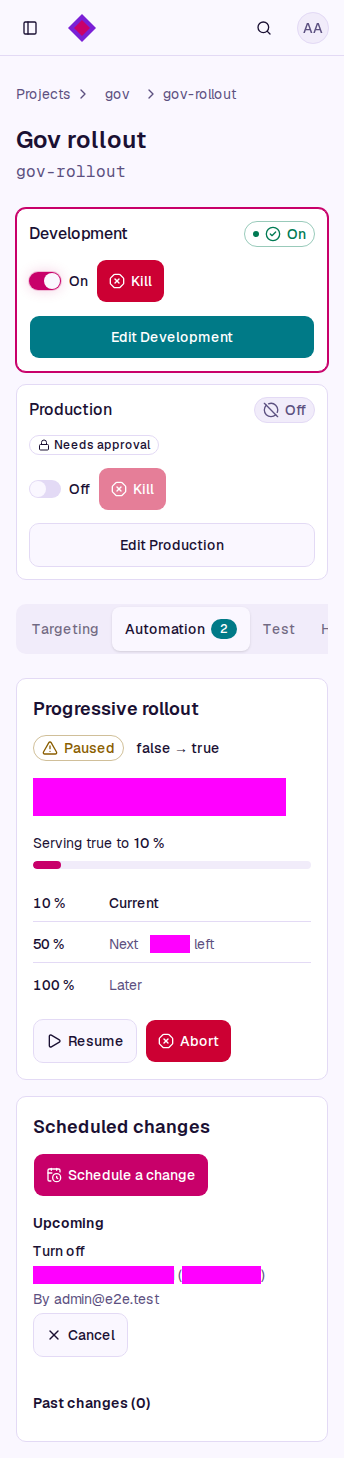 AA
Projects > gov > gov-rollout
Gov rollout
gov-rollout
Development On
On Kill
Edit Development
Production Off
Needs approval
Off Kill
Edit Production
Targeting Automation 2 Test H
Progressive rollout
Paused false → true
Serving true to 10 %
10 % Current
50 % Next left
100 % Later
Resume Abort
Scheduled changes
Schedule a change
Upcoming
Turn off
( )
By admin@e2e.test
Cancel
Past changes (0)